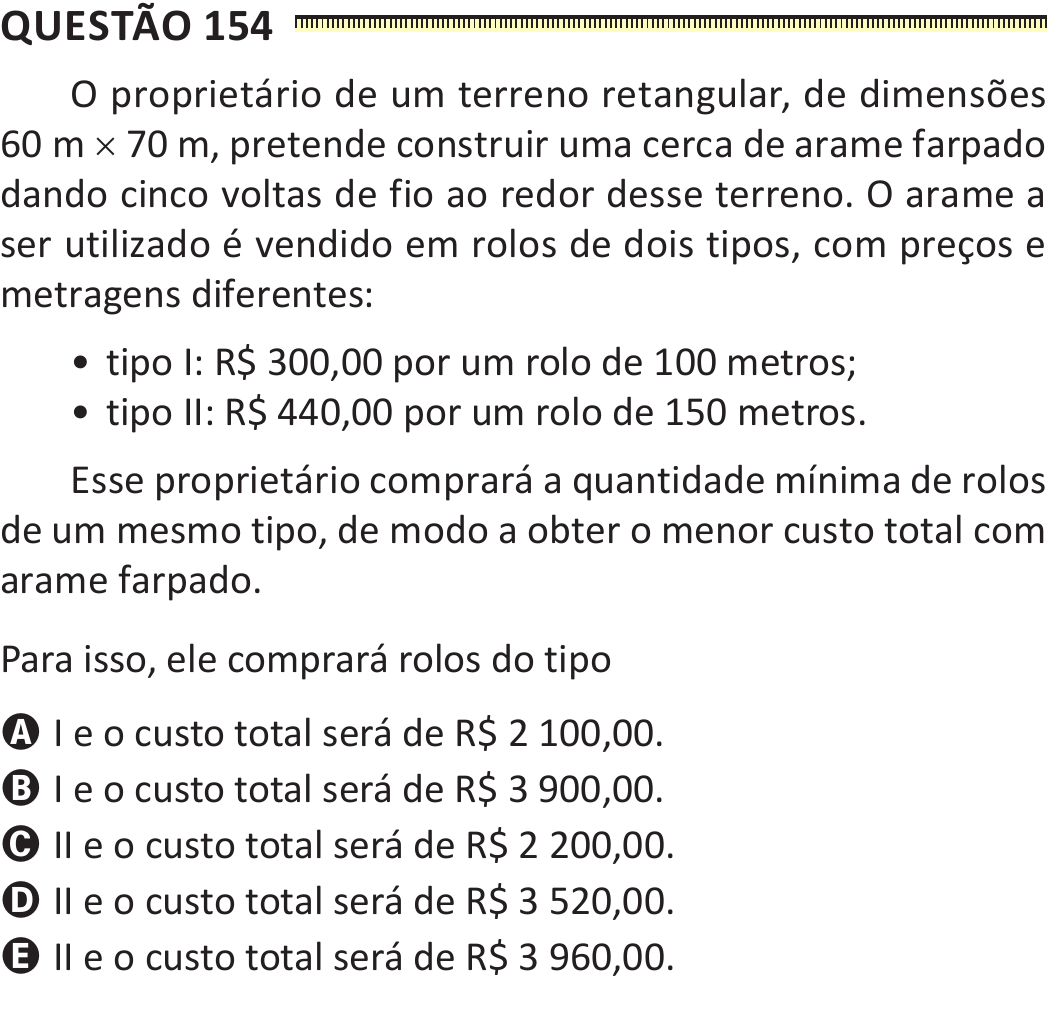 QUESTÃO 154
O proprietário de um terreno retangular, de dimensões
60 m × 70 m, pretende construir uma cerca de arame farpado
dando cinco voltas de fio ao redor desse terreno. O arame a
ser utilizado é vendido em rolos de dois tipos, com preços e
metragens diferentes:
• tipo I: R$ 300,00 por um rolo de 100 metros;
• tipo II: R$ 440,00 por um rolo de 150 metros.
Esse proprietário comprará a quantidade mínima de rolos
de um mesmo tipo, de modo a obter o menor custo total com
arame farpado.
Para isso, ele comprará rolos do tipo
A I e o custo total será de R$ 2 100,00.
B I e o custo total será de R$ 3 900,00.
C II e o custo total será de R$ 2 200,00.
D II e o custo total será de R$ 3 520,00.
E II e o custo total será de R$ 3 960,00.